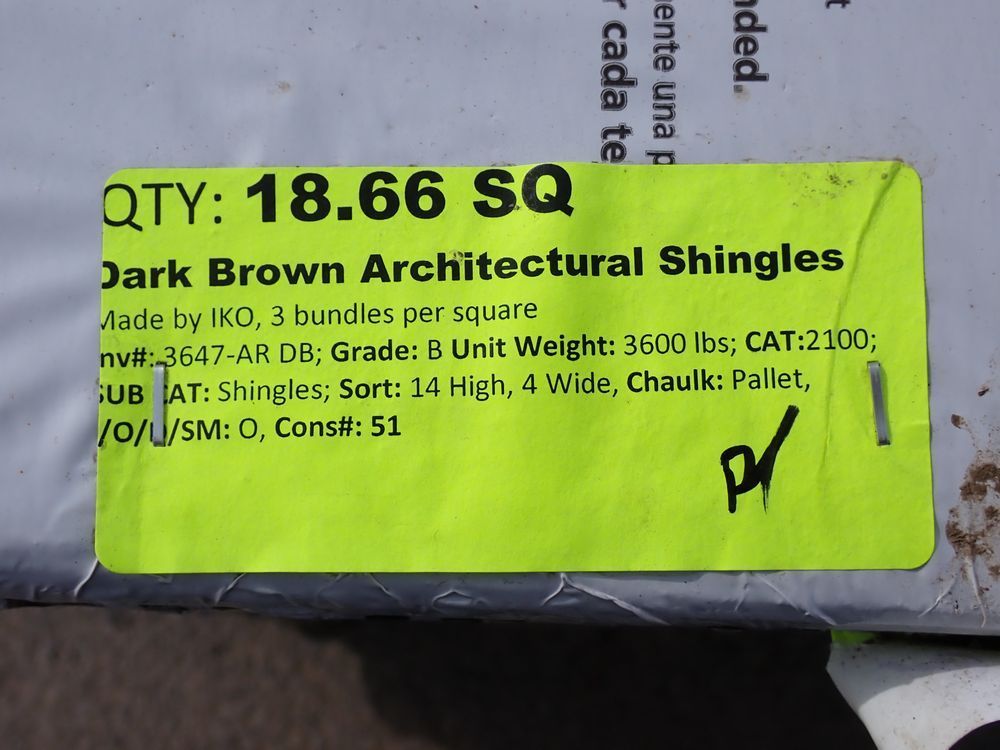 nded.
ente una p
r cada te
QTY: 18.66 SQ
Dark Brown Architectural Shingles
Made by IKO, 3 bundles per square
nv#: 3647-AR DB; Grade: B Unit Weight: 3600 lbs; CAT:2100;
SUB CAT: Shingles; Sort: 14 High, 4 Wide, Chaulk: Pallet,
/SM: O, Cons#: 51